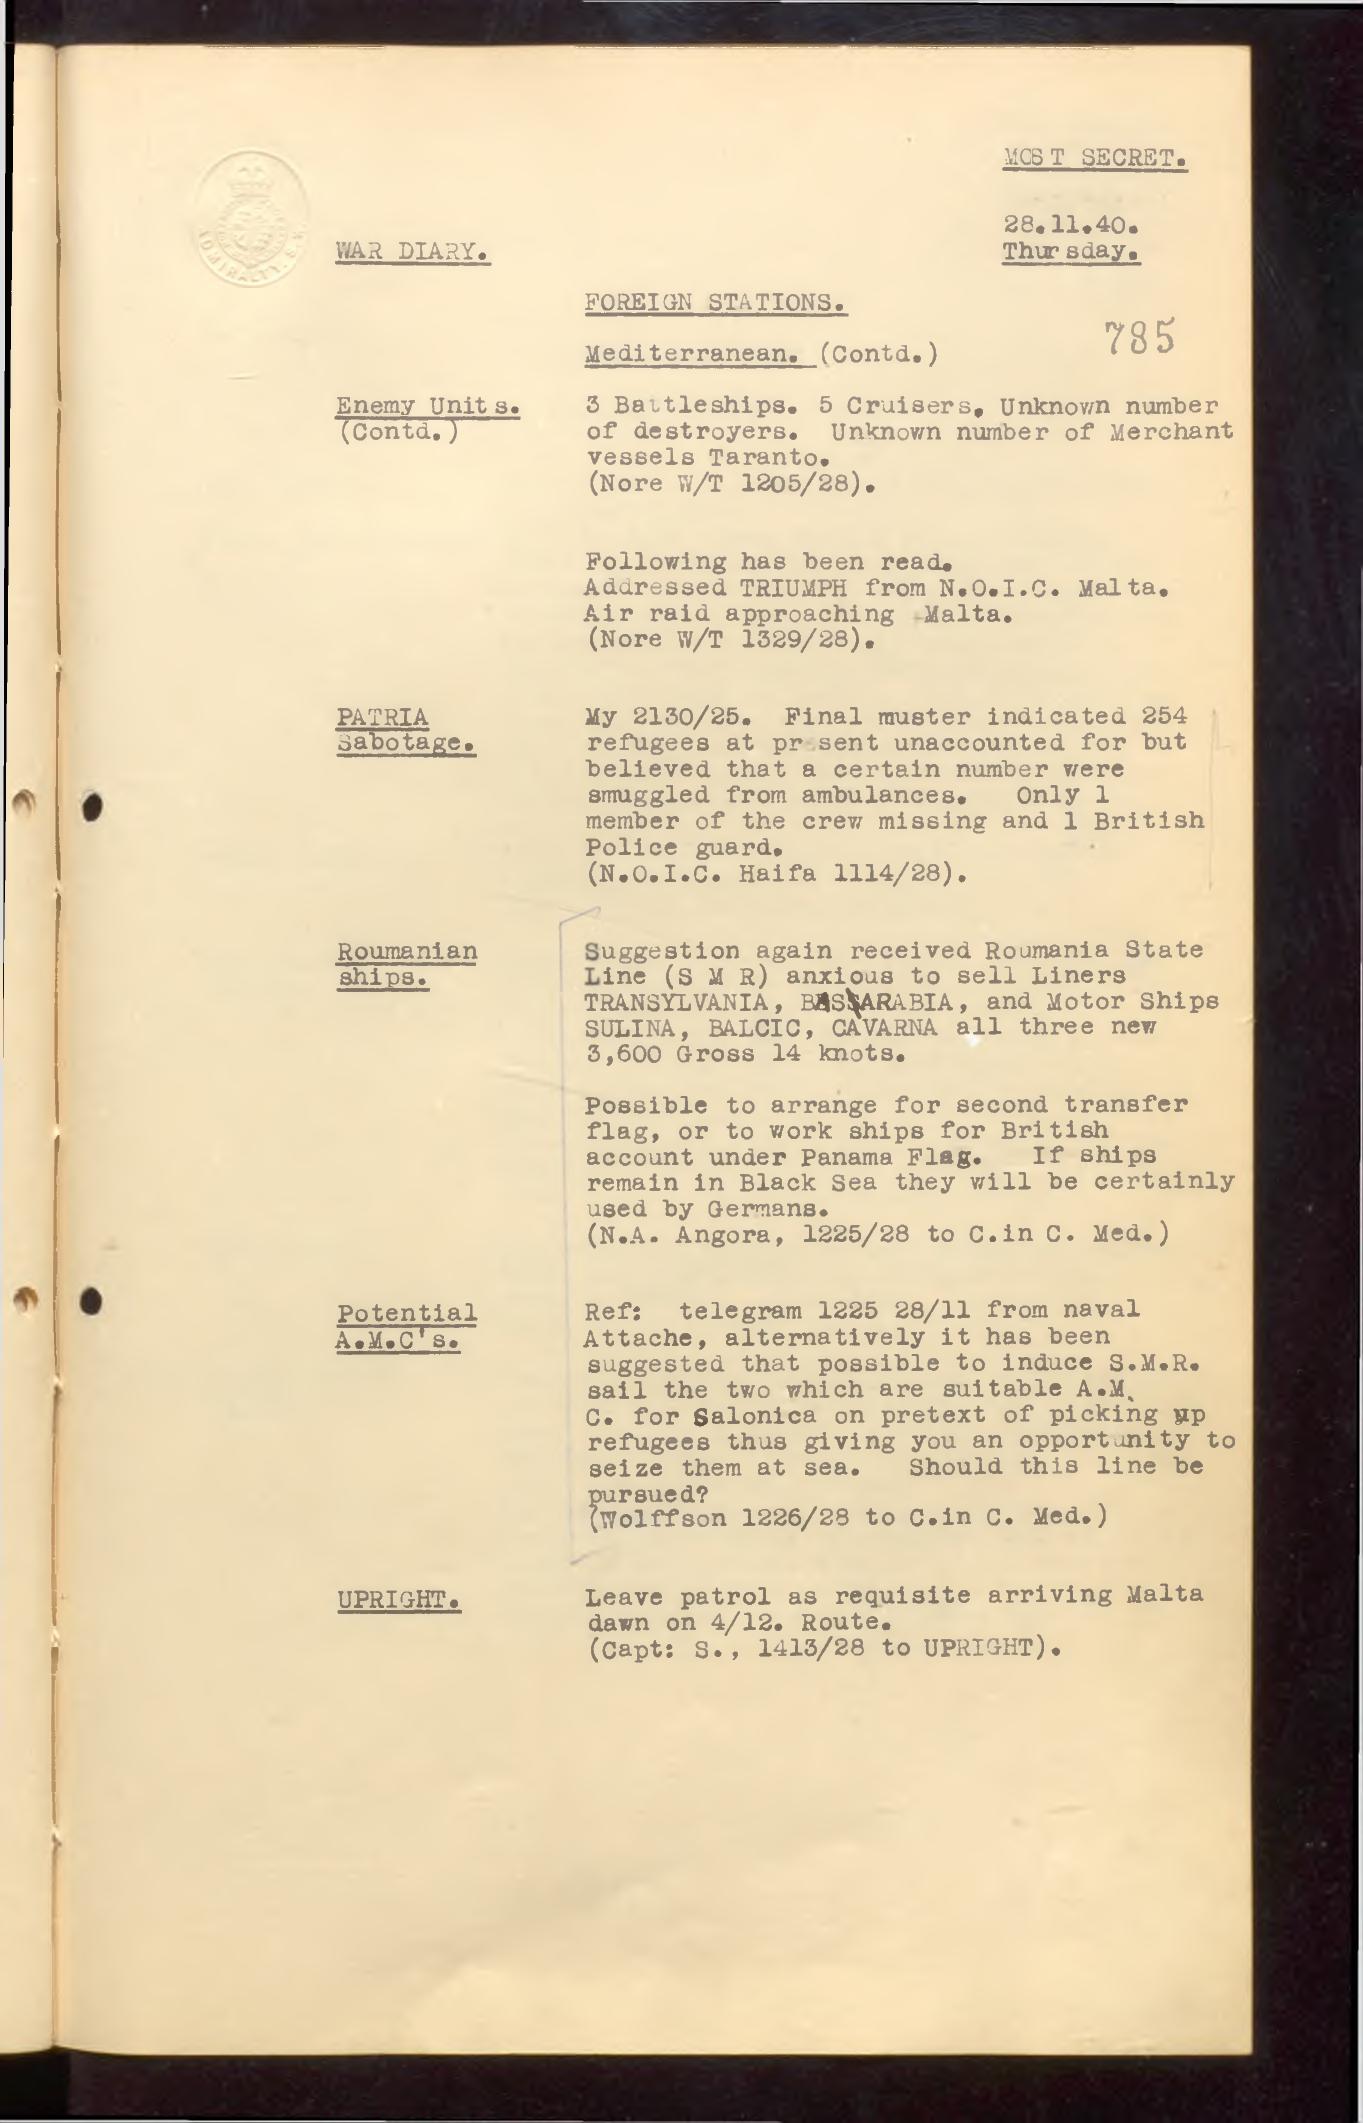 MOST SECRET.
28.11.40.
Thursday.
ADMIRALTY. S.W.
WAR DIARY.
FOREIGN STATIONS.
785
Mediterranean. (Contd.)
Enemy Units.
(Contd.)
3 Battleships. 5 Cruisers. Unknown number
of destroyers. Unknown number of Merchant
vessels Taranto.
(Nore W/T 1205/28).
Following has been read.
Addressed TRIUMPH from N.O.I.C. Malta.
Air raid approaching Malta.
(Nore W/T 1329/28).
PATRIA
Sabotage.
My 2130/25. Final muster indicated 254
refugees at present unaccounted for but
believed that a certain number were
smuggled from ambulances. Only 1
member of the crew missing and 1 British
Police guard.
(N.O.I.C. Haifa 1114/28).
Roumanian
ships.
Suggestion again received Roumania State
Line (S M R) anxious to sell Liners
TRANSYLVANIA, BASSARABIA, and Motor Ships
SULINA, BALCIC, CAVARNA all three new
3,600 Gross 14 knots.
Possible to arrange for second transfer
flag, or to work ships for British
account under Panama Flag. If ships
remain in Black Sea they will be certainly
used by Germans.
(N.A. Angora, 1225/28 to C.in C. Med.)
Potential
A.M.C's.
Ref: telegram 1225 28/11 from naval
Attache, alternatively it has been
suggested that possible to induce S.M.R.
sail the two which are suitable A.M.
C. for Salonica on pretext of picking up
refugees thus giving you an opportunity to
seize them at sea. Should this line be
pursued?
(Wolffson 1226/28 to C.in C. Med.)
UPRIGHT.
Leave patrol as requisite arriving Malta
dawn on 4/12. Route.
(Capt: S., 1413/28 to UPRIGHT).